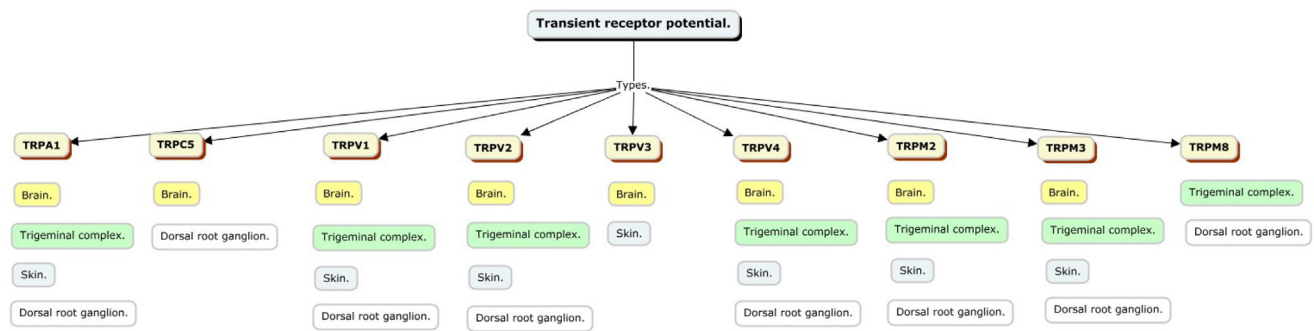 Transient receptor potential.
Types.
TRPA1
TRPC5
TRPV1
TRPV2
TRPV3
TRPV4
TRPM2
TRPM3
TRPM8
Brain.
Brain.
Brain.
Brain.
Brain.
Brain.
Brain.
Brain.
Trigeminal complex.
Trigeminal complex.
Dorsal root ganglion.
Trigeminal complex.
Trigeminal complex.
Skin.
Trigeminal complex.
Trigeminal complex.
Trigeminal complex.
Dorsal root ganglion.
Skin.
Skin.
Skin.
Skin.
Skin.
Skin.
Dorsal root ganglion.
Dorsal root ganglion.
Dorsal root ganglion.
Dorsal root ganglion.
Dorsal root ganglion.
Dorsal root ganglion.